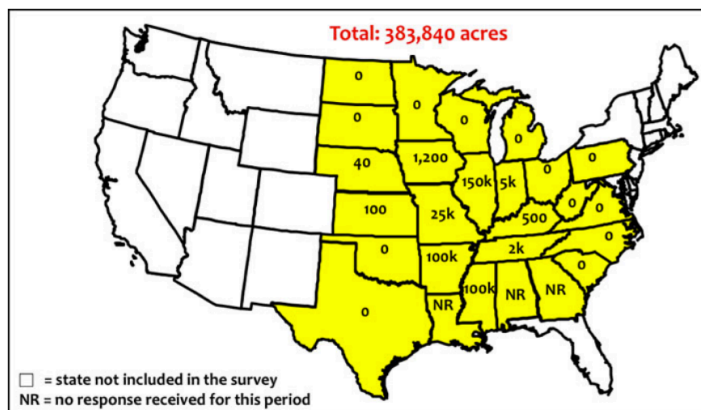 Total: 383,840 acres
0
0
0
0
0
0
0
40
1,200
150k
5k
0
100
25k
500
0
0
2k
0
0
100k
0
0
NR
100k
NR
NR
□ = state not included in the survey
NR = no response received for this period